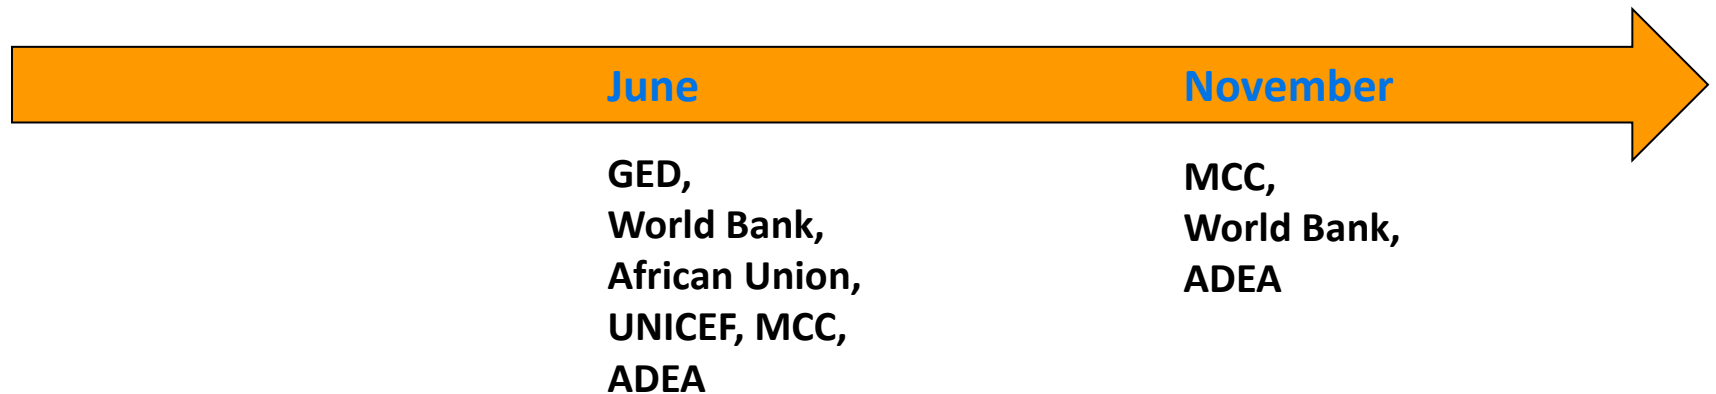 June
November
GED,
World Bank,
African Union,
UNICEF, MCC,
ADEA
MCC,
World Bank,
ADEA